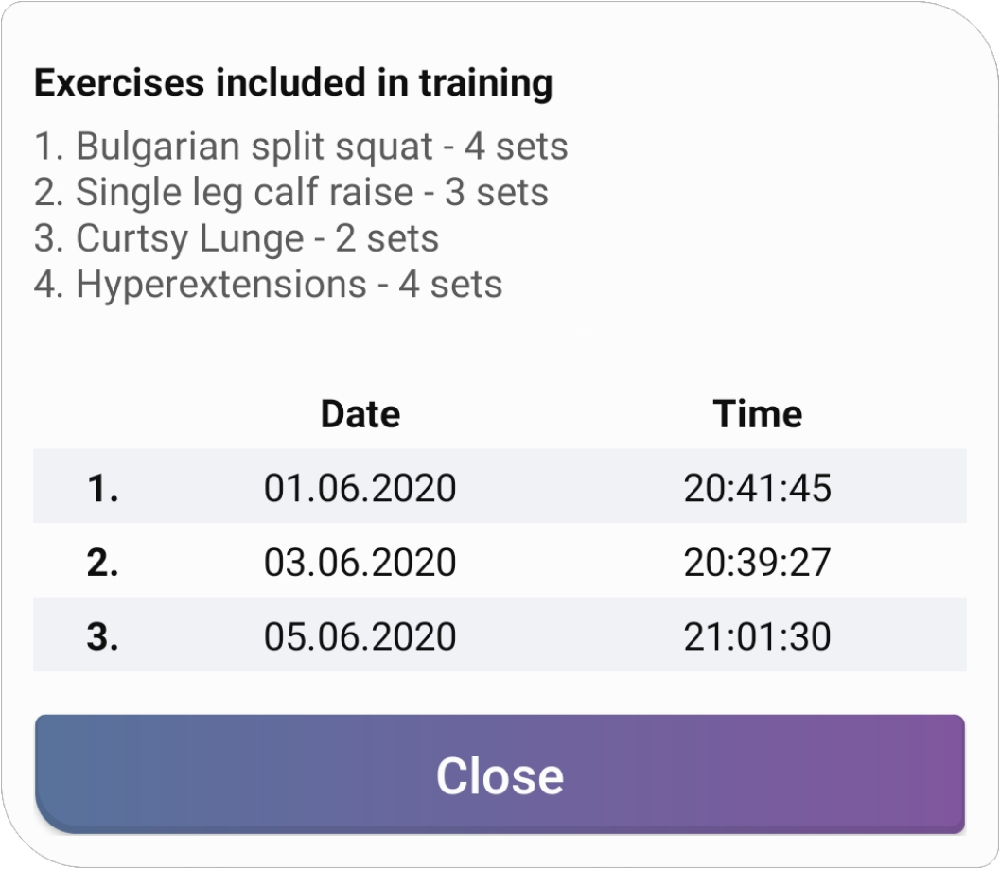 Exercises included in training
1. Bulgarian split squat - 4 sets
2. Single leg calf raise - 3 sets
3. Curtsy Lunge - 2 sets
4. Hyperextensions - 4 sets
Date Time
1. 01.06.2020 20:41:45
2. 03.06.2020 20:39:27
3. 05.06.2020 21:01:30
Close